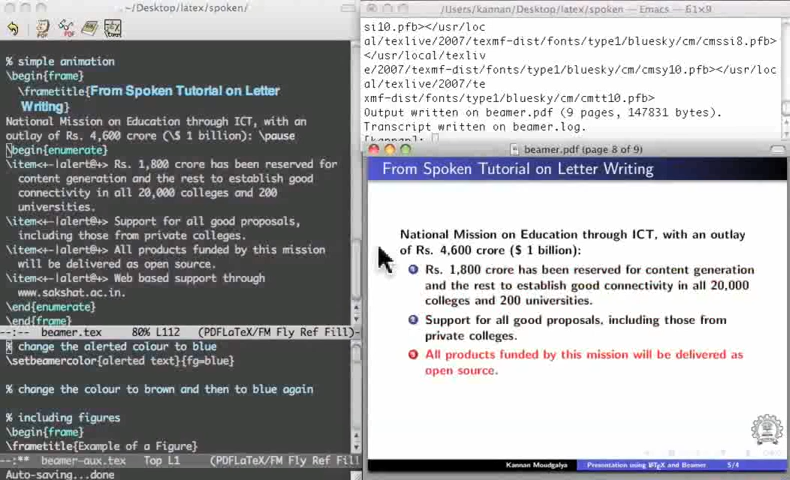 ~/Desktop/latex/spoken/
% simple animation
\begin{frame}
\frametitle{From Spoken Tutorial on Letter
Writing}
National Mission on Education through ICT, with an
outlay of Rs. 4,600 crore (\$ 1 billion): \pause
\begin{enumerate}
\item<+-|alert@+> Rs. 1,800 crore has been reserved for
content generation and the rest to establish good
connectivity in all 20,000 colleges and 200
universities.
\item<+-|alert@+> Support for all good proposals,
including those from private colleges.
\item<+-|alert@+> All products funded by this mission
will be delivered as open source.
\item<+-|alert@+> Web based support through
www.sakshat.ac.in.
\end{enumerate}
\end{frame}
--:-- beamer.tex 80% L112 (PDFLaTeX/FM Fly Ref Fill)
% change the alerted colour to blue
\setbeamercolor{alerted text}{fg=blue}
% change the colour to brown and then to blue again
% including figures
\begin{frame}
\frametitle{Example of a Figure}
--:** beamer-aux.tex Top L1 (PDFLaTeX/FM Fly Ref Fill
Auto-saving...done
/Users/kannan/Desktop/latex/spoken — Emacs — 61×9
si10.pfb></usr/loc
al/texlive/2007/texmf-dist/fonts/type1/bluesky/cm/cmssi8.pfb>
</usr/local/texliv
e/2007/texmf-dist/fonts/type1/bluesky/cm/cmsy10.pfb></usr/loc
al/texlive/2007/te
xmf-dist/fonts/type1/bluesky/cm/cmtt10.pfb>
Output written on beamer.pdf (9 pages, 147831 bytes).
Transcript written on beamer.log.
beamer.pdf (page 8 of 9)
From Spoken Tutorial on Letter Writing
National Mission on Education through ICT, with an outlay
of Rs. 4,600 crore ($ 1 billion):
1 Rs. 1,800 crore has been reserved for content generation
and the rest to establish good connectivity in all 20,000
colleges and 200 universities.
2 Support for all good proposals, including those from
private colleges.
3 All products funded by this mission will be delivered as
open source.
Kannan Moudgalya Presentation using LATEX and Beamer 5/4